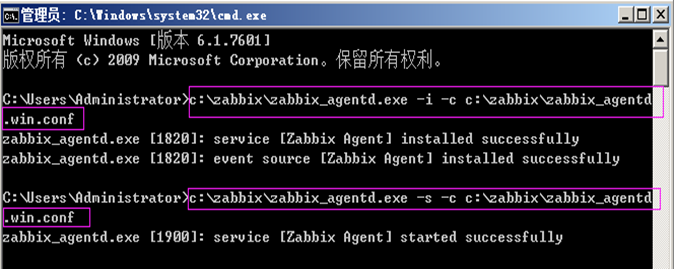 管理员: C:\Windows\system32\cmd.exe
Microsoft Windows [版本 6.1.7601]
版权所有 (c) 2009 Microsoft Corporation。保留所有权利。
C:\Users\Administrator>c:\zabbix\zabbix_agentd.exe -i -c c:\zabbix\zabbix_agentd
.win.conf
zabbix_agentd.exe [1820]: service [Zabbix Agent] installed successfully
zabbix_agentd.exe [1820]: event source [Zabbix Agent] installed successfully
C:\Users\Administrator>c:\zabbix\zabbix_agentd.exe -s -c c:\zabbix\zabbix_agentd
.win.conf
zabbix_agentd.exe [1900]: service [Zabbix Agent] started successfully